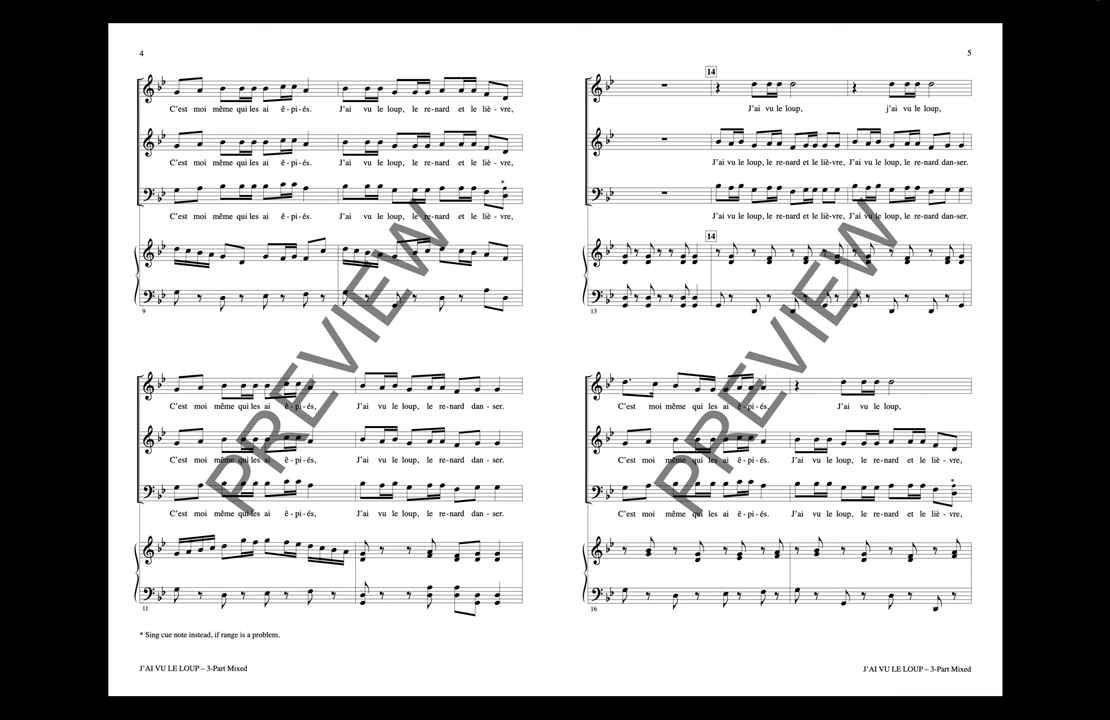 4
C'est moi même qui les ai ê - pi - és. J'ai vu le loup, le re - nard et le liè - vre,
C'est moi même qui les ai ê - pi - és. J'ai vu le loup, le re - nard et le liè - vre,
*
C'est moi même qui les ai ê - pi - és. J'ai vu le loup, le re - nard et le liè - vre,
9
C'est moi même qui les ai ê - pi - és, J'ai vu le loup, le re - nard dan - ser.
C'est moi même qui les ai ê - pi - és, J'ai vu le loup, le re - nard dan - ser.
C'est moi même qui les ai ê - pi - és, J'ai vu le loup, le re - nard dan - ser.
11
* Sing cue note instead, if range is a problem.
J'AI VU LE LOUP – 3-Part Mixed
PREVIEW
5
14
J'ai vu le loup, j'ai vu le loup,
J'ai vu le loup, le re - nard et le liè - vre, J'ai vu le loup, le re - nard dan - ser.
J'ai vu le loup, le re - nard et le liè - vre, J'ai vu le loup, le re - nard dan - ser.
14
13
C'est moi même qui les ai ê - pi - és. J'ai vu le loup,
C'est moi même qui les ai ê - pi - és. J'ai vu le loup, le re - nard et le liè - vre,
*
C'est moi même qui les ai ê - pi - és. J'ai vu le loup, le re - nard et le liè - vre,
16
J'AI VU LE LOUP – 3-Part Mixed
PREVIEW